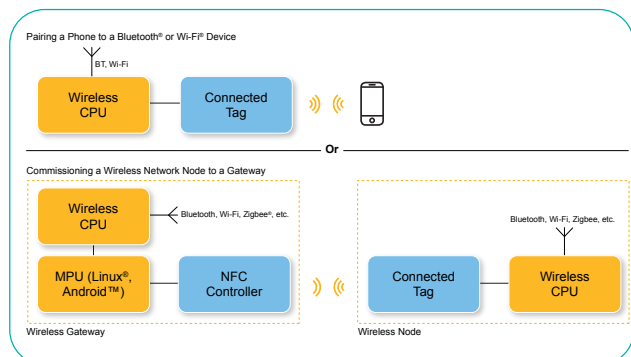 Pairing a Phone to a Bluetooth® or Wi-Fi® Device
BT, Wi-Fi
Wireless
CPU
Connected
Tag
Or
Commissioning a Wireless Network Node to a Gateway
Wireless
CPU
Bluetooth, Wi-Fi, Zigbee®, etc.
MPU (Linux®,
Android™)
NFC
Controller
Wireless Gateway
Bluetooth, Wi-Fi, Zigbee, etc.
Connected
Tag
Wireless
CPU
Wireless Node